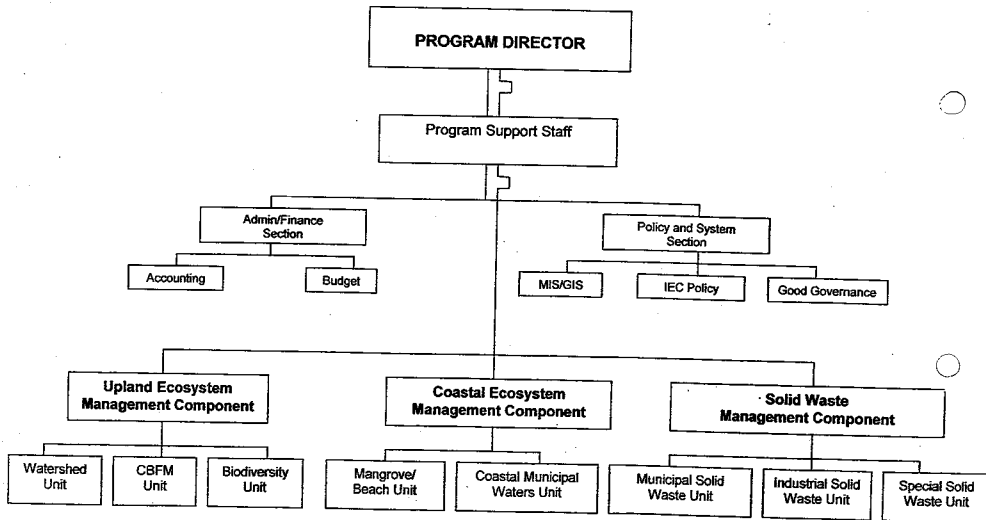 PROGRAM DIRECTOR
Program Support Staff
Admin/Finance
Section
Policy and System
Section
Accounting
Budget
MIS/GIS
IEC Policy
Good Governance
Upland Ecosystem
Management Component
Coastal Ecosystem
Management Component
Solid Waste
Management Component
Watershed
Unit
CBFM
Unit
Biodiversity
Unit
Mangrove/
Beach Unit
Coastal Municipal
Waters Unit
Municipal Solid
Waste Unit
Industrial Solid
Waste Unit
Special Solid
Waste Unit